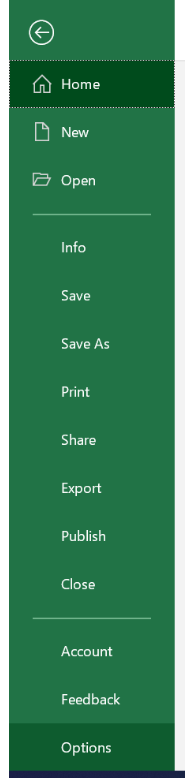 Home
New
Open
Info
Save
Save As
Print
Share
Export
Publish
Close
Account
Feedback
Options